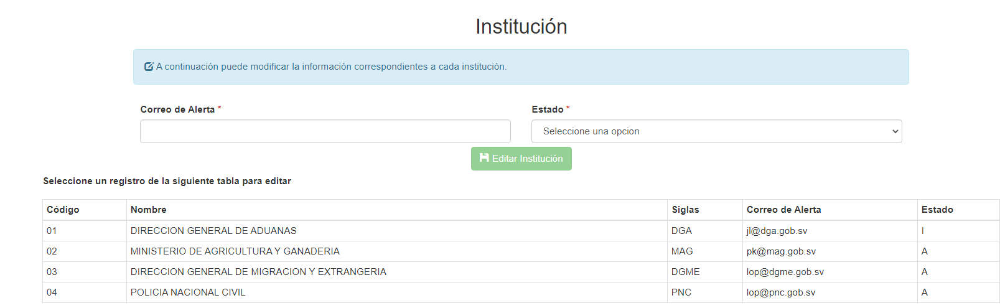 Institución
A continuación puede modificar la información correspondientes a cada institución.
Correo de Alerta * Estado *
Seleccione una opcion
Editar Institución
Seleccione un registro de la siguiente tabla para editar
Código Nombre Siglas Correo de Alerta Estado
01 DIRECCION GENERAL DE ADUANAS DGA jl@dga.gob.sv I
02 MINISTERIO DE AGRICULTURA Y GANADERIA MAG pk@mag.gob.sv A
03 DIRECCION GENERAL DE MIGRACION Y EXTRANGERIA DGME lop@dgme.gob.sv A
04 POLICIA NACIONAL CIVIL PNC lop@pnc.gob.sv A